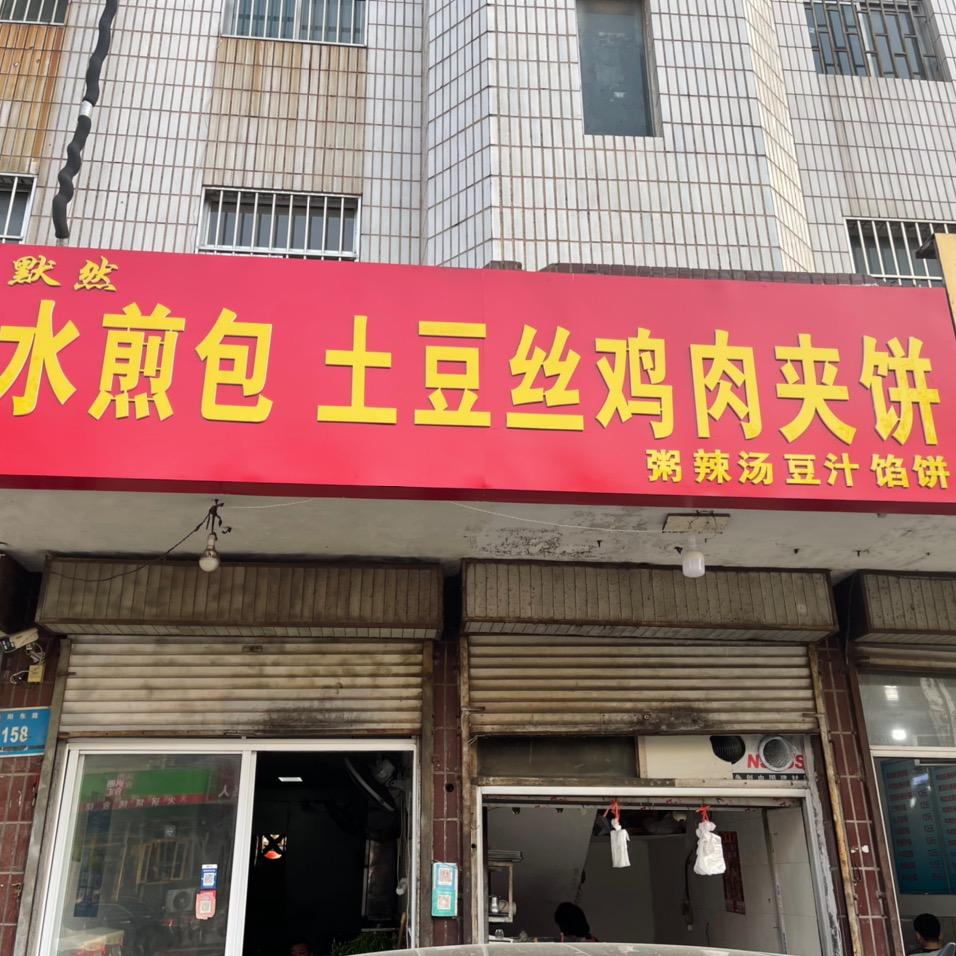 默然
水煎包 土豆丝鸡肉夹饼
粥辣汤豆汁馅饼
158